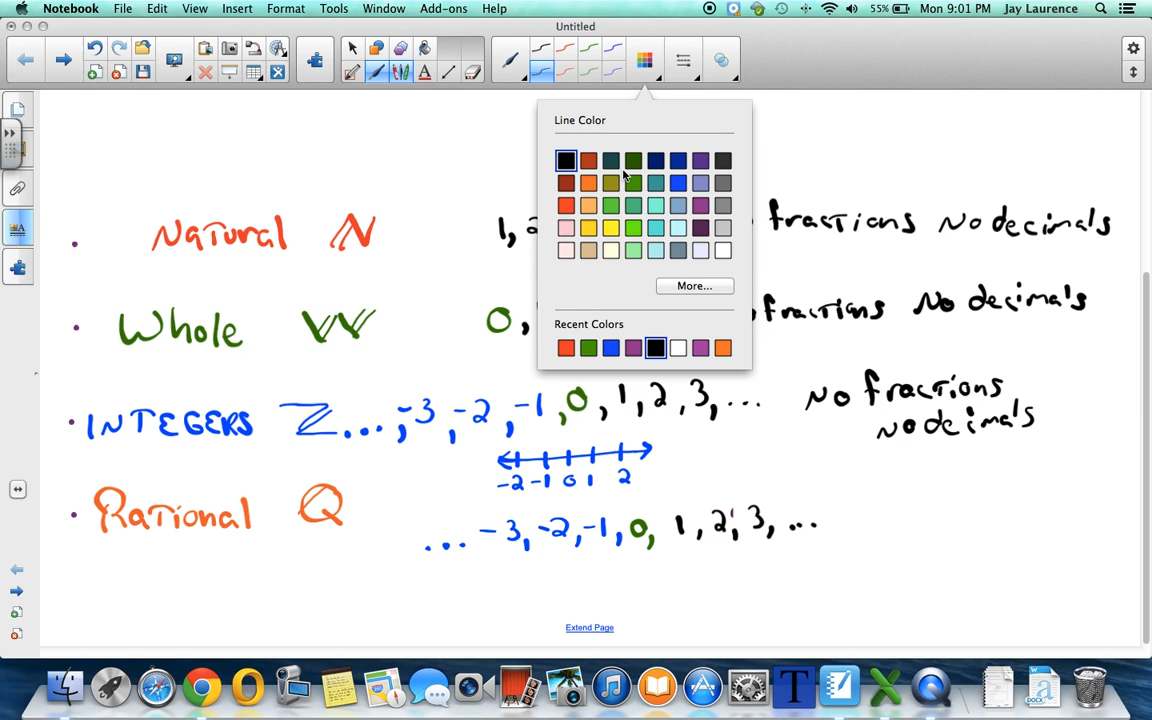 Notebook File Edit View Insert Format Tools Window Add-ons Help 55% Mon 9:01 PM Jay Laurence
Untitled
Line Color
More...
Recent Colors
Natural N 1, 2 fractions No decimals
Whole W 0, fractions No decimals
INTEGERS Z ..., -3, -2, -1, 0, 1, 2, 3, ... No fractions
no decimals
-2 -1 0 1 2
Rational Q
... -3, -2, -1, 0, 1, 2, 3, ...
Extend Page